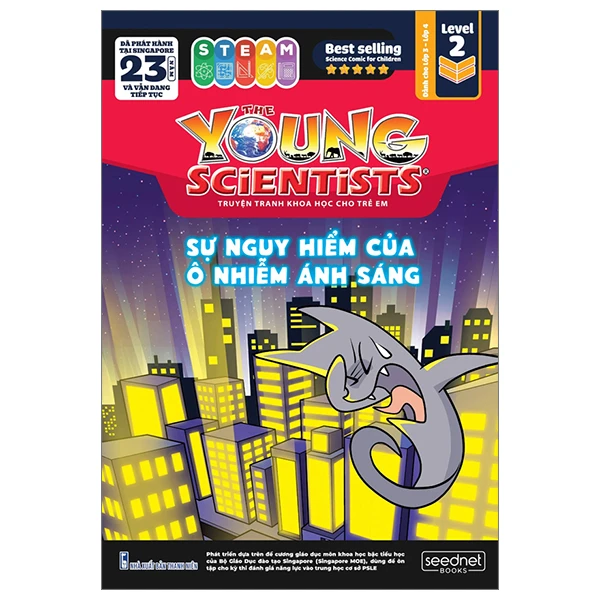 ĐÃ PHÁT HÀNH
TẠI SINGAPORE
23 NĂM
VÀ VẪN ĐANG
TIẾP TỤC
STEAM
Best selling
Science Comic for Children
Dành cho Lớp 3 - Lớp 4
Level
2
THE
YOUNG
SCIENTISTS®
TRUYỆN TRANH KHOA HỌC CHO TRẺ EM
SỰ NGUY HIỂM CỦA
Ô NHIỄM ÁNH SÁNG
NHÀ XUẤT BẢN THANH NIÊN
Phát triển dựa trên đề cương giáo dục môn khoa học bậc tiểu học
của Bộ Giáo Dục đào tạo Singapore (Singapore MOE), dùng để ôn
tập cho kỳ thi đánh giá năng lực vào trung học cơ sở PSLE
seednet
BOOKS